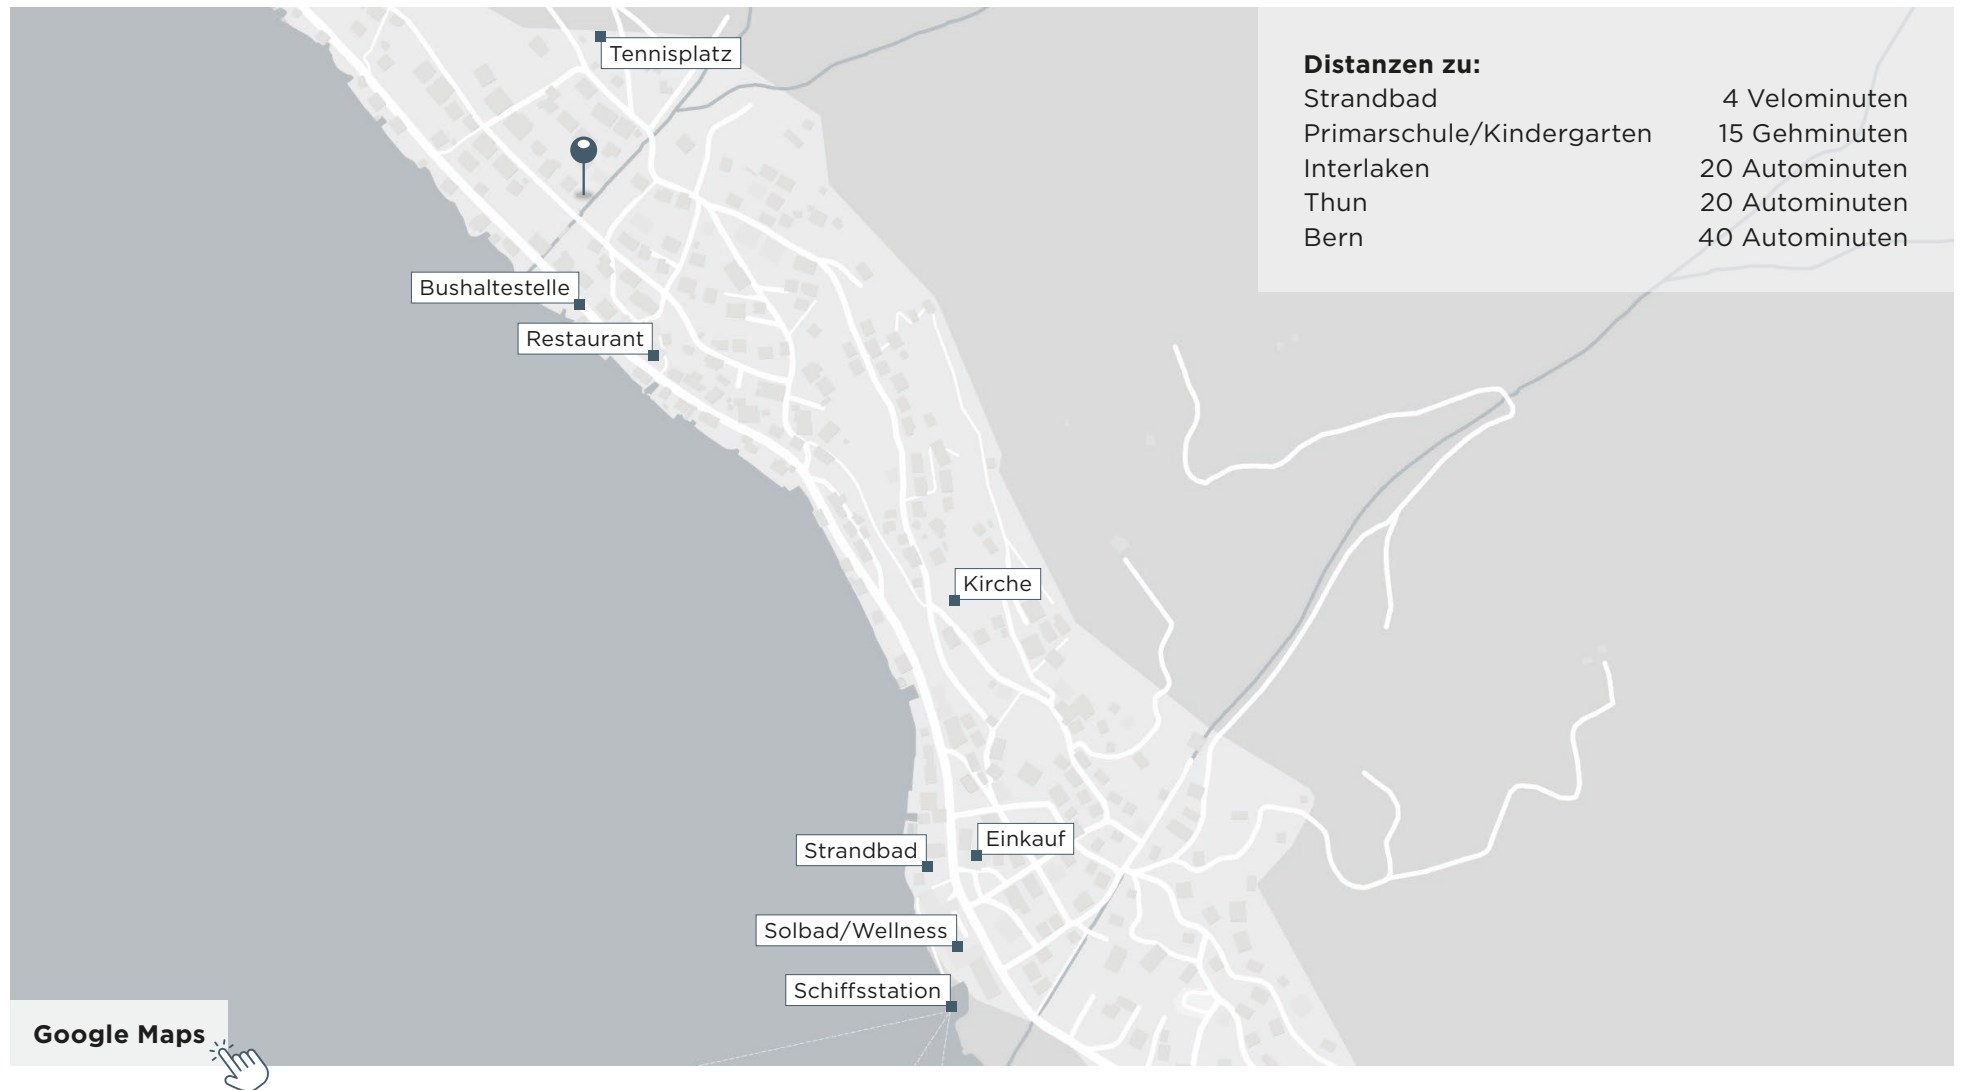 Tennisplatz
Distanzen zu:
Strandbad 4 Velominuten
Primarschule/Kindergarten 15 Gehminuten
Interlaken 20 Autominuten
Thun 20 Autominuten
Bern 40 Autominuten
Bushaltestelle
Restaurant
Kirche
Einkauf
Strandbad
Solbad/Wellness
Schiffsstation
Google Maps